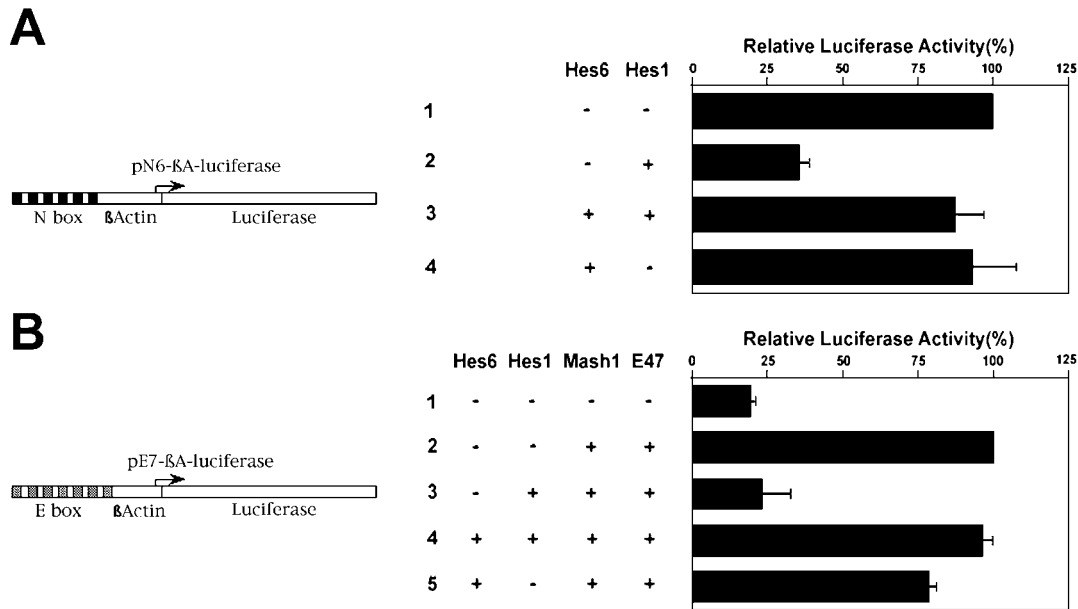 A
Relative Luciferase Activity(%)
0 25 50 75 100 125
Hes6 Hes1
1 - -
2 - +
3 + +
4 + -
pN6-ßA-luciferase
N box ßActin Luciferase
B
Relative Luciferase Activity(%)
0 25 50 75 100 125
Hes6 Hes1 Mash1 E47
1 - - - -
2 - - + +
3 - + + +
4 + + + +
5 + - + +
pE7-ßA-luciferase
E box ßActin Luciferase